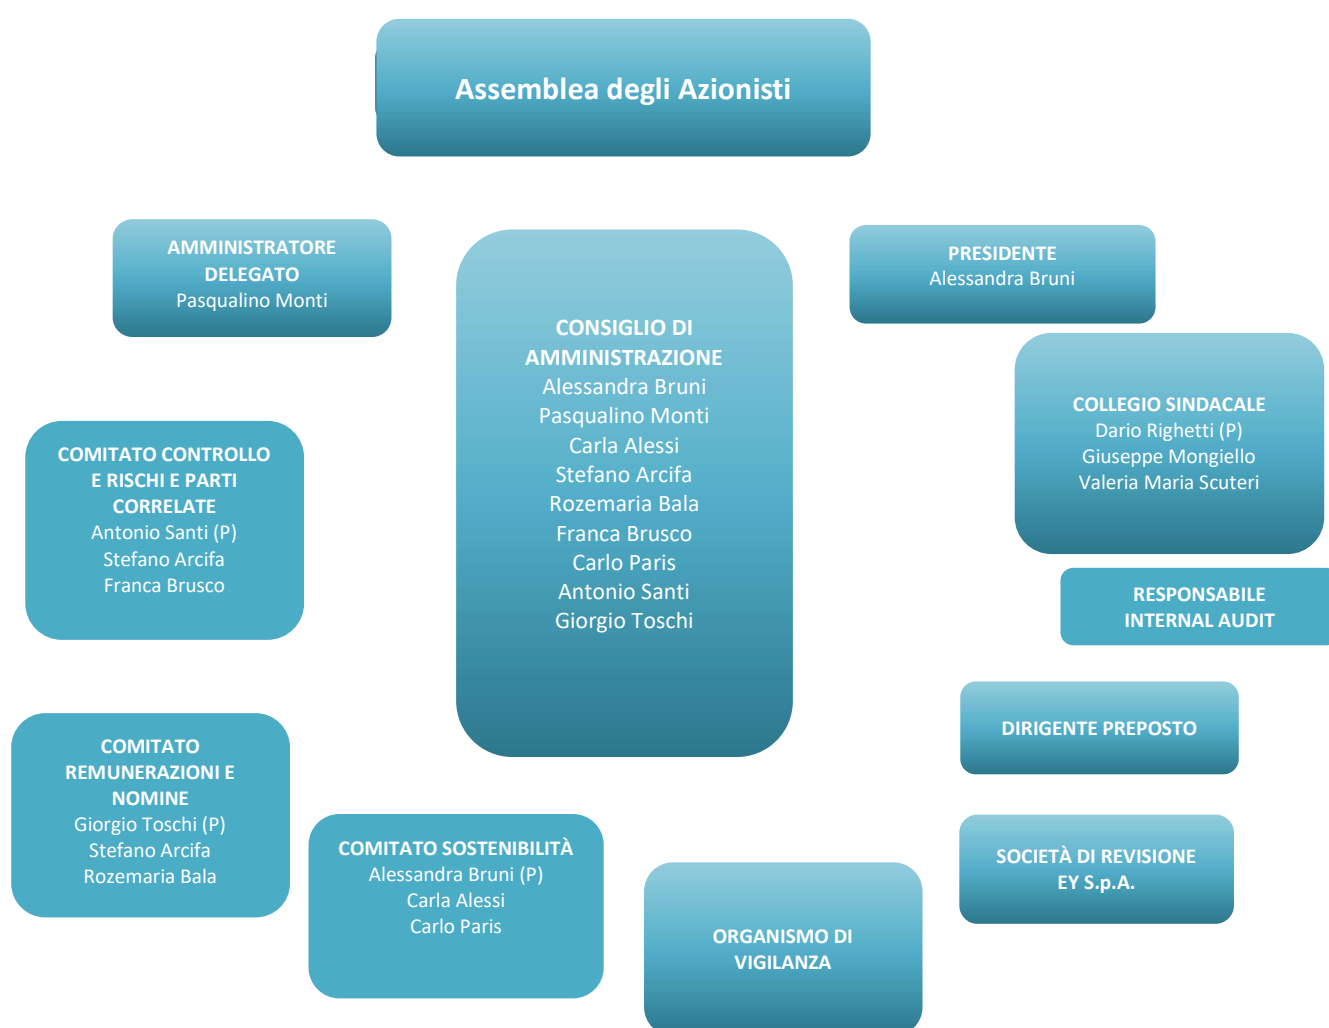 Assemblea degli Azionisti
AMMINISTRATORE
DELEGATO
Pasqualino Monti
PRESIDENTE
Alessandra Bruni
CONSIGLIO DI
AMMINISTRAZIONE
Alessandra Bruni
Pasqualino Monti
Carla Alessi
Stefano Arcifa
Rozemaria Bala
Franca Brusco
Carlo Paris
Antonio Santi
Giorgio Toschi
COLLEGIO SINDACALE
Dario Righetti (P)
Giuseppe Mongiello
Valeria Maria Scuteri
COMITATO CONTROLLO
E RISCHI E PARTI
CORRELATE
Antonio Santi (P)
Stefano Arcifa
Franca Brusco
RESPONSABILE
INTERNAL AUDIT
DIRIGENTE PREPOSTO
COMITATO
REMUNERAZIONI E
NOMINE
Giorgio Toschi (P)
Stefano Arcifa
Rozemaria Bala
COMITATO SOSTENIBILITÀ
Alessandra Bruni (P)
Carla Alessi
Carlo Paris
SOCIETÀ DI REVISIONE
EY S.p.A.
ORGANISMO DI
VIGILANZA